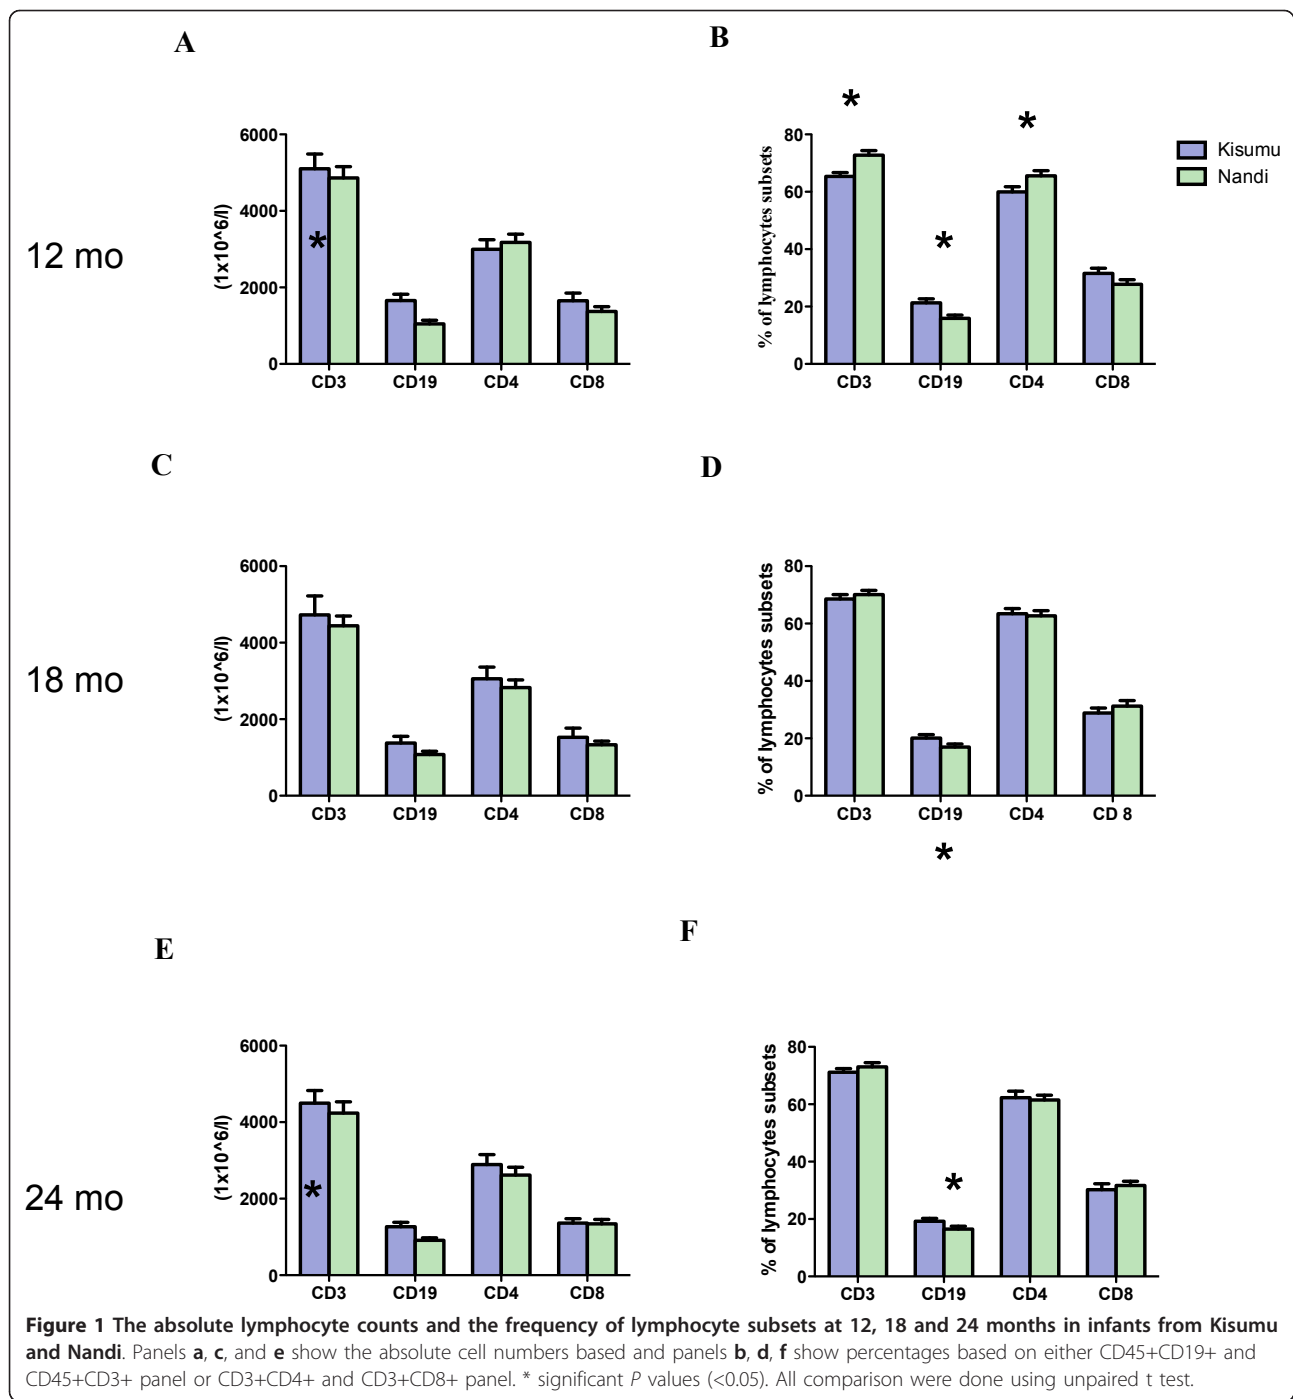 A
B
*
*
6000
80
Kisumu
Nandi
60
4000
12 mo
*
(1x10^6/l)
*
% of lymphocytes subsets
40
2000
20
0
CD3 CD19 CD4 CD8
0
CD3 CD19 CD4 CD8
C
D
6000
80
60
4000
18 mo
(1x10^6/l)
% of lymphocytes subsets
40
2000
20
0
CD3 CD19 CD4 CD8
0
CD3 CD19 CD4 CD 8
*
E
F
6000
80
60
4000
24 mo
*
(1x10^6/l)
% of lymphocytes subsets
40
*
2000
20
0
CD3 CD19 CD4 CD8
0
CD3 CD19 CD4 CD8
Figure 1 The absolute lymphocyte counts and the frequency of lymphocyte subsets at 12, 18 and 24 months in infants from Kisumu
and Nandi. Panels a, c, and e show the absolute cell numbers based and panels b, d, f show percentages based on either CD45+CD19+ and
CD45+CD3+ panel or CD3+CD4+ and CD3+CD8+ panel. * significant P values (<0.05). All comparison were done using unpaired t test.